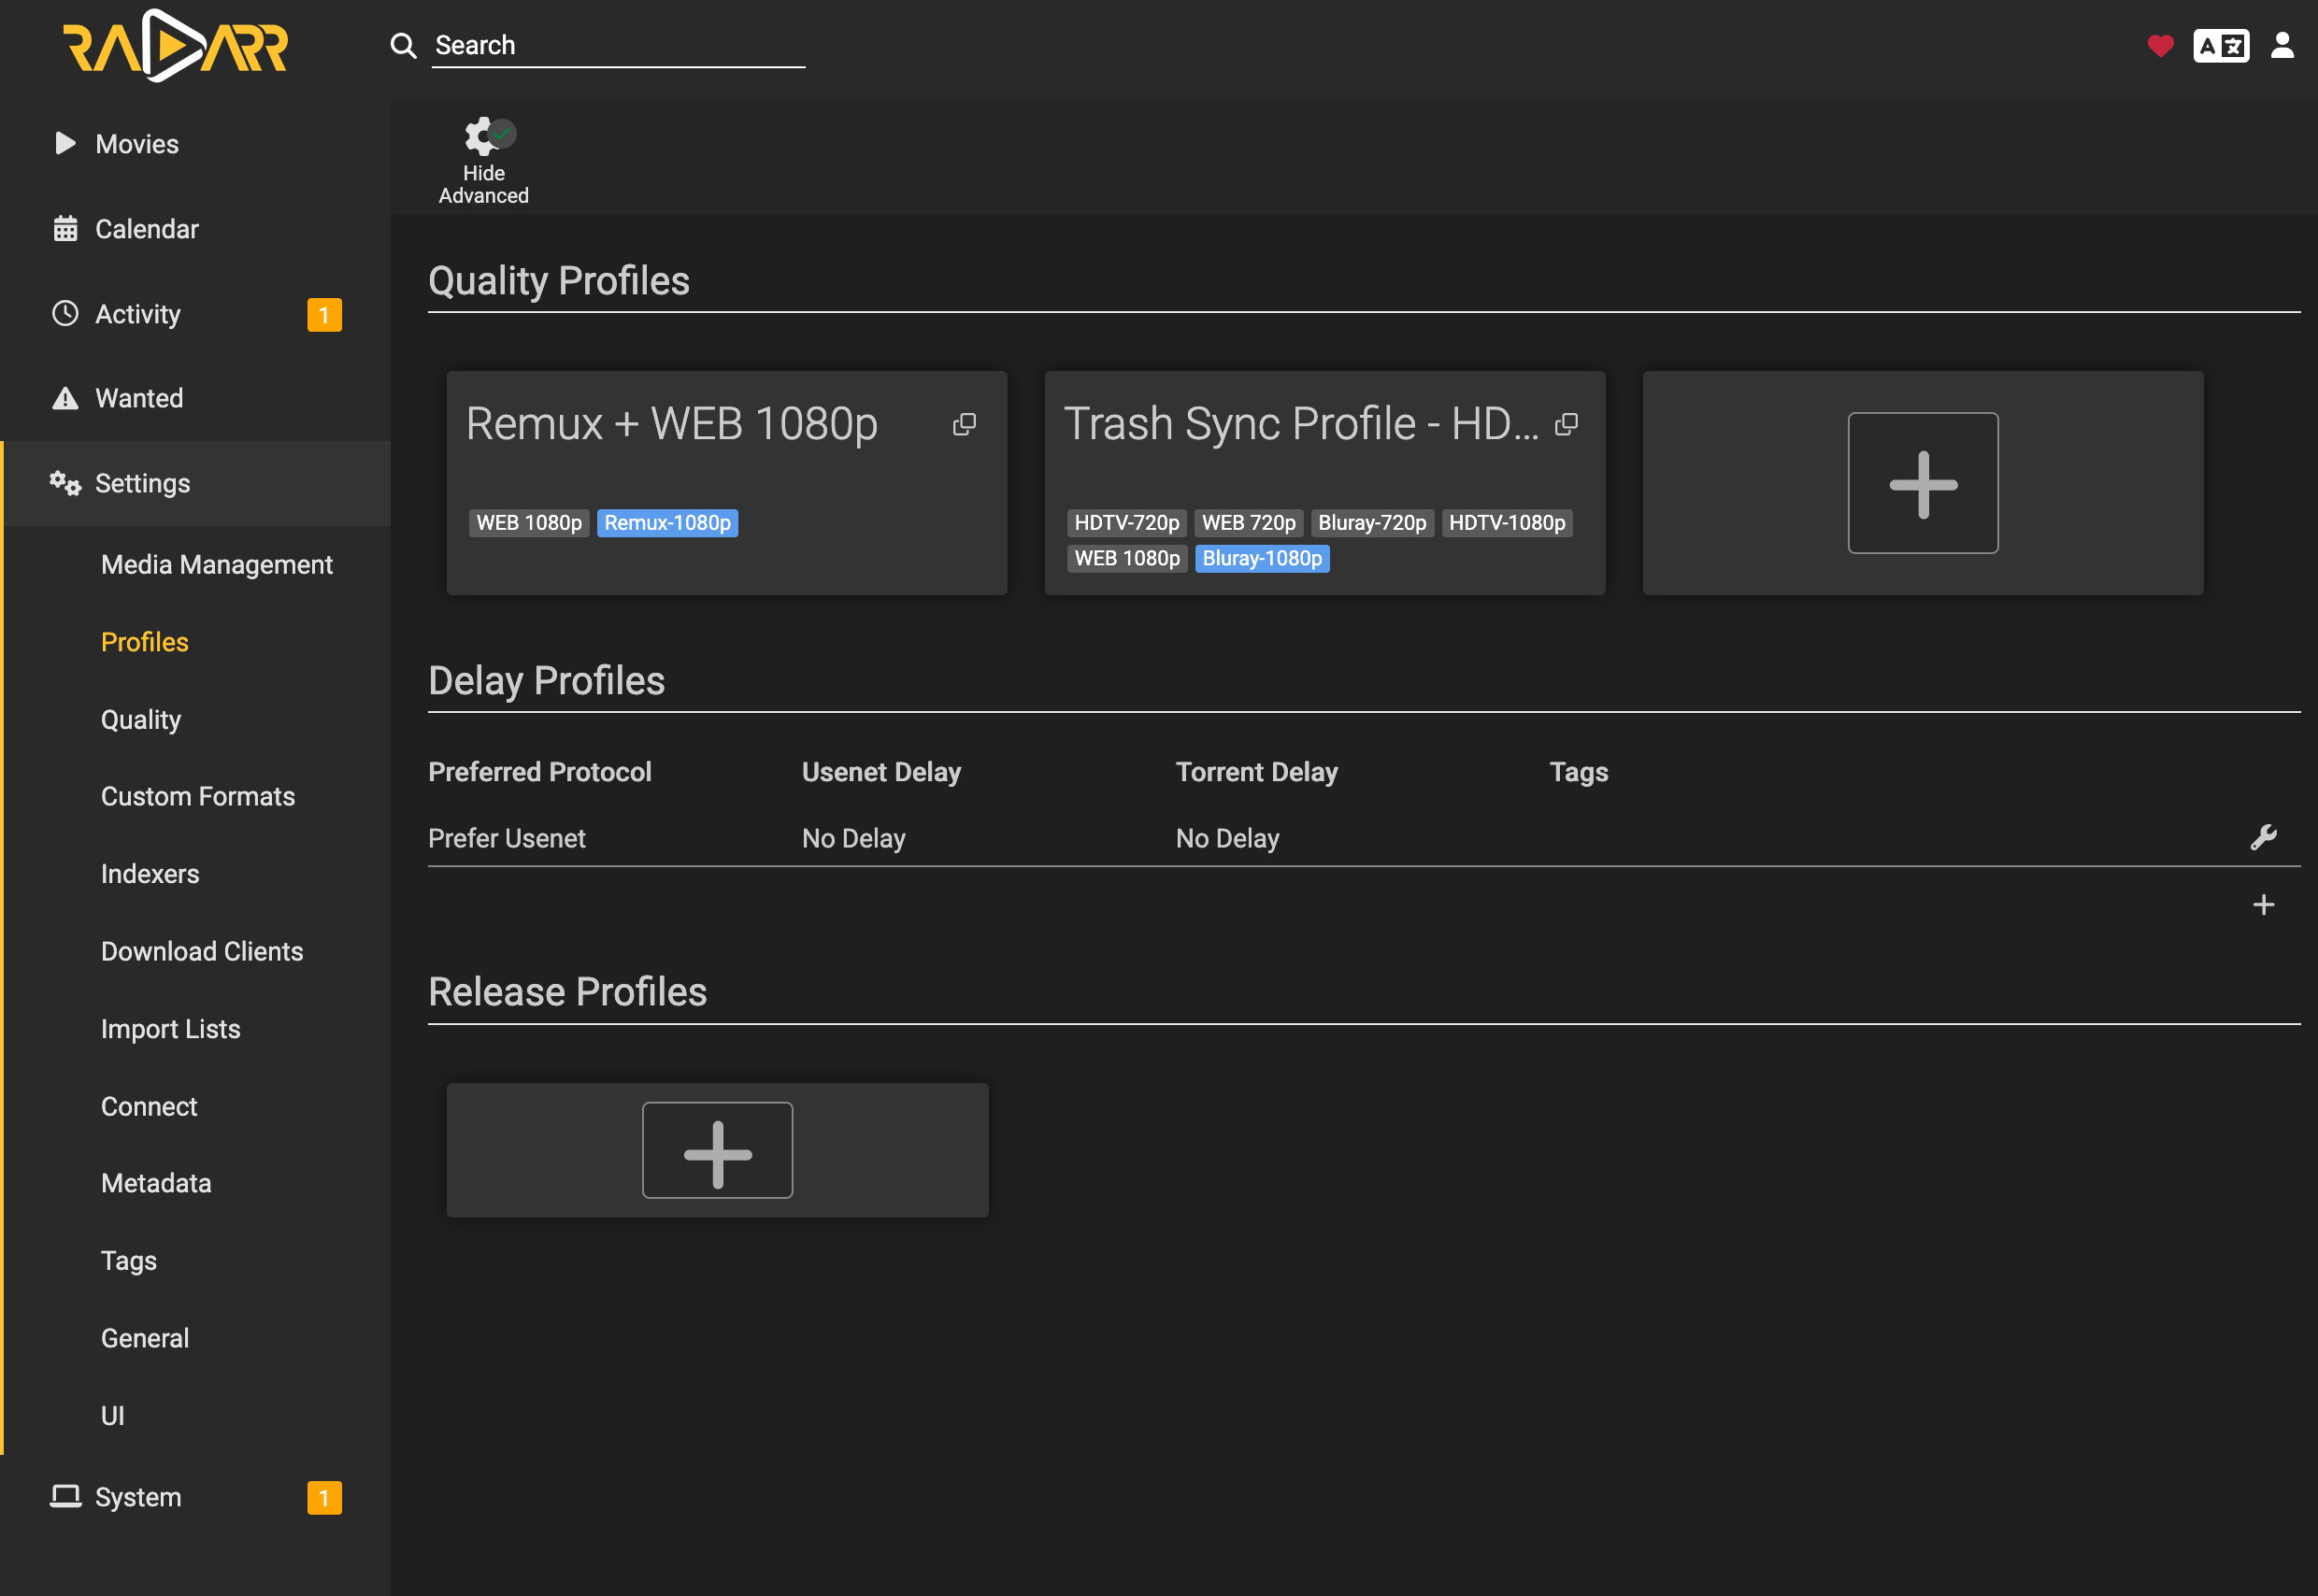 RADARR
Search
Movies
Calendar
Activity 1
Wanted
Settings
Media Management
Profiles
Quality
Custom Formats
Indexers
Download Clients
Import Lists
Connect
Metadata
Tags
General
UI
System 1
Hide
Advanced
Quality Profiles
Remux + WEB 1080p
WEB 1080p Remux-1080p
Trash Sync Profile - HD...
HDTV-720p WEB 720p Bluray-720p HDTV-1080p
WEB 1080p Bluray-1080p
Delay Profiles
Preferred Protocol Usenet Delay Torrent Delay Tags
Prefer Usenet No Delay No Delay
Release Profiles